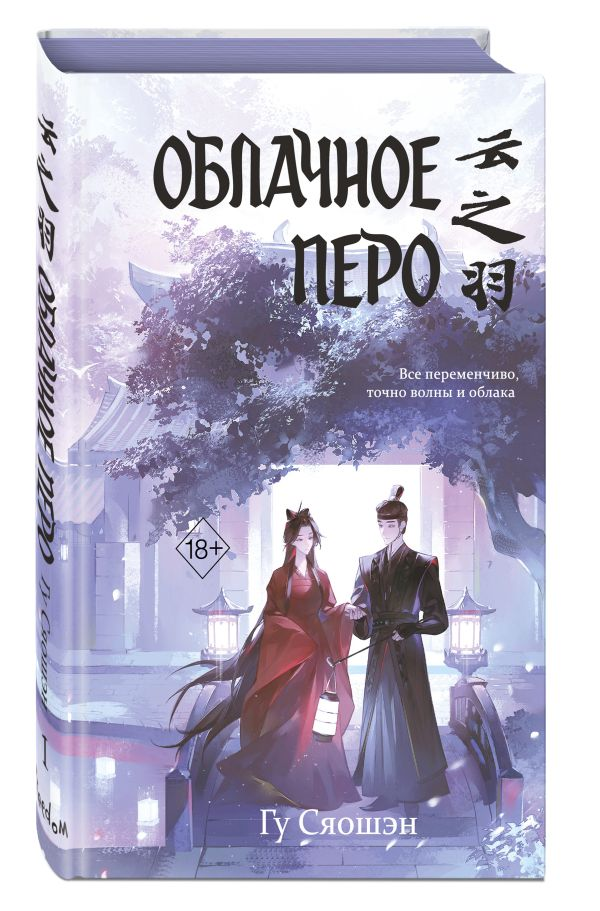 ОБЛАЧНОЕ
ПЕРО
云之羽
Все переменчиво,
точно волны и облака
18+
Гу Сяошэн
云之羽 ОБЛАЧНОЕ ПЕРО Гу Сяошэн I